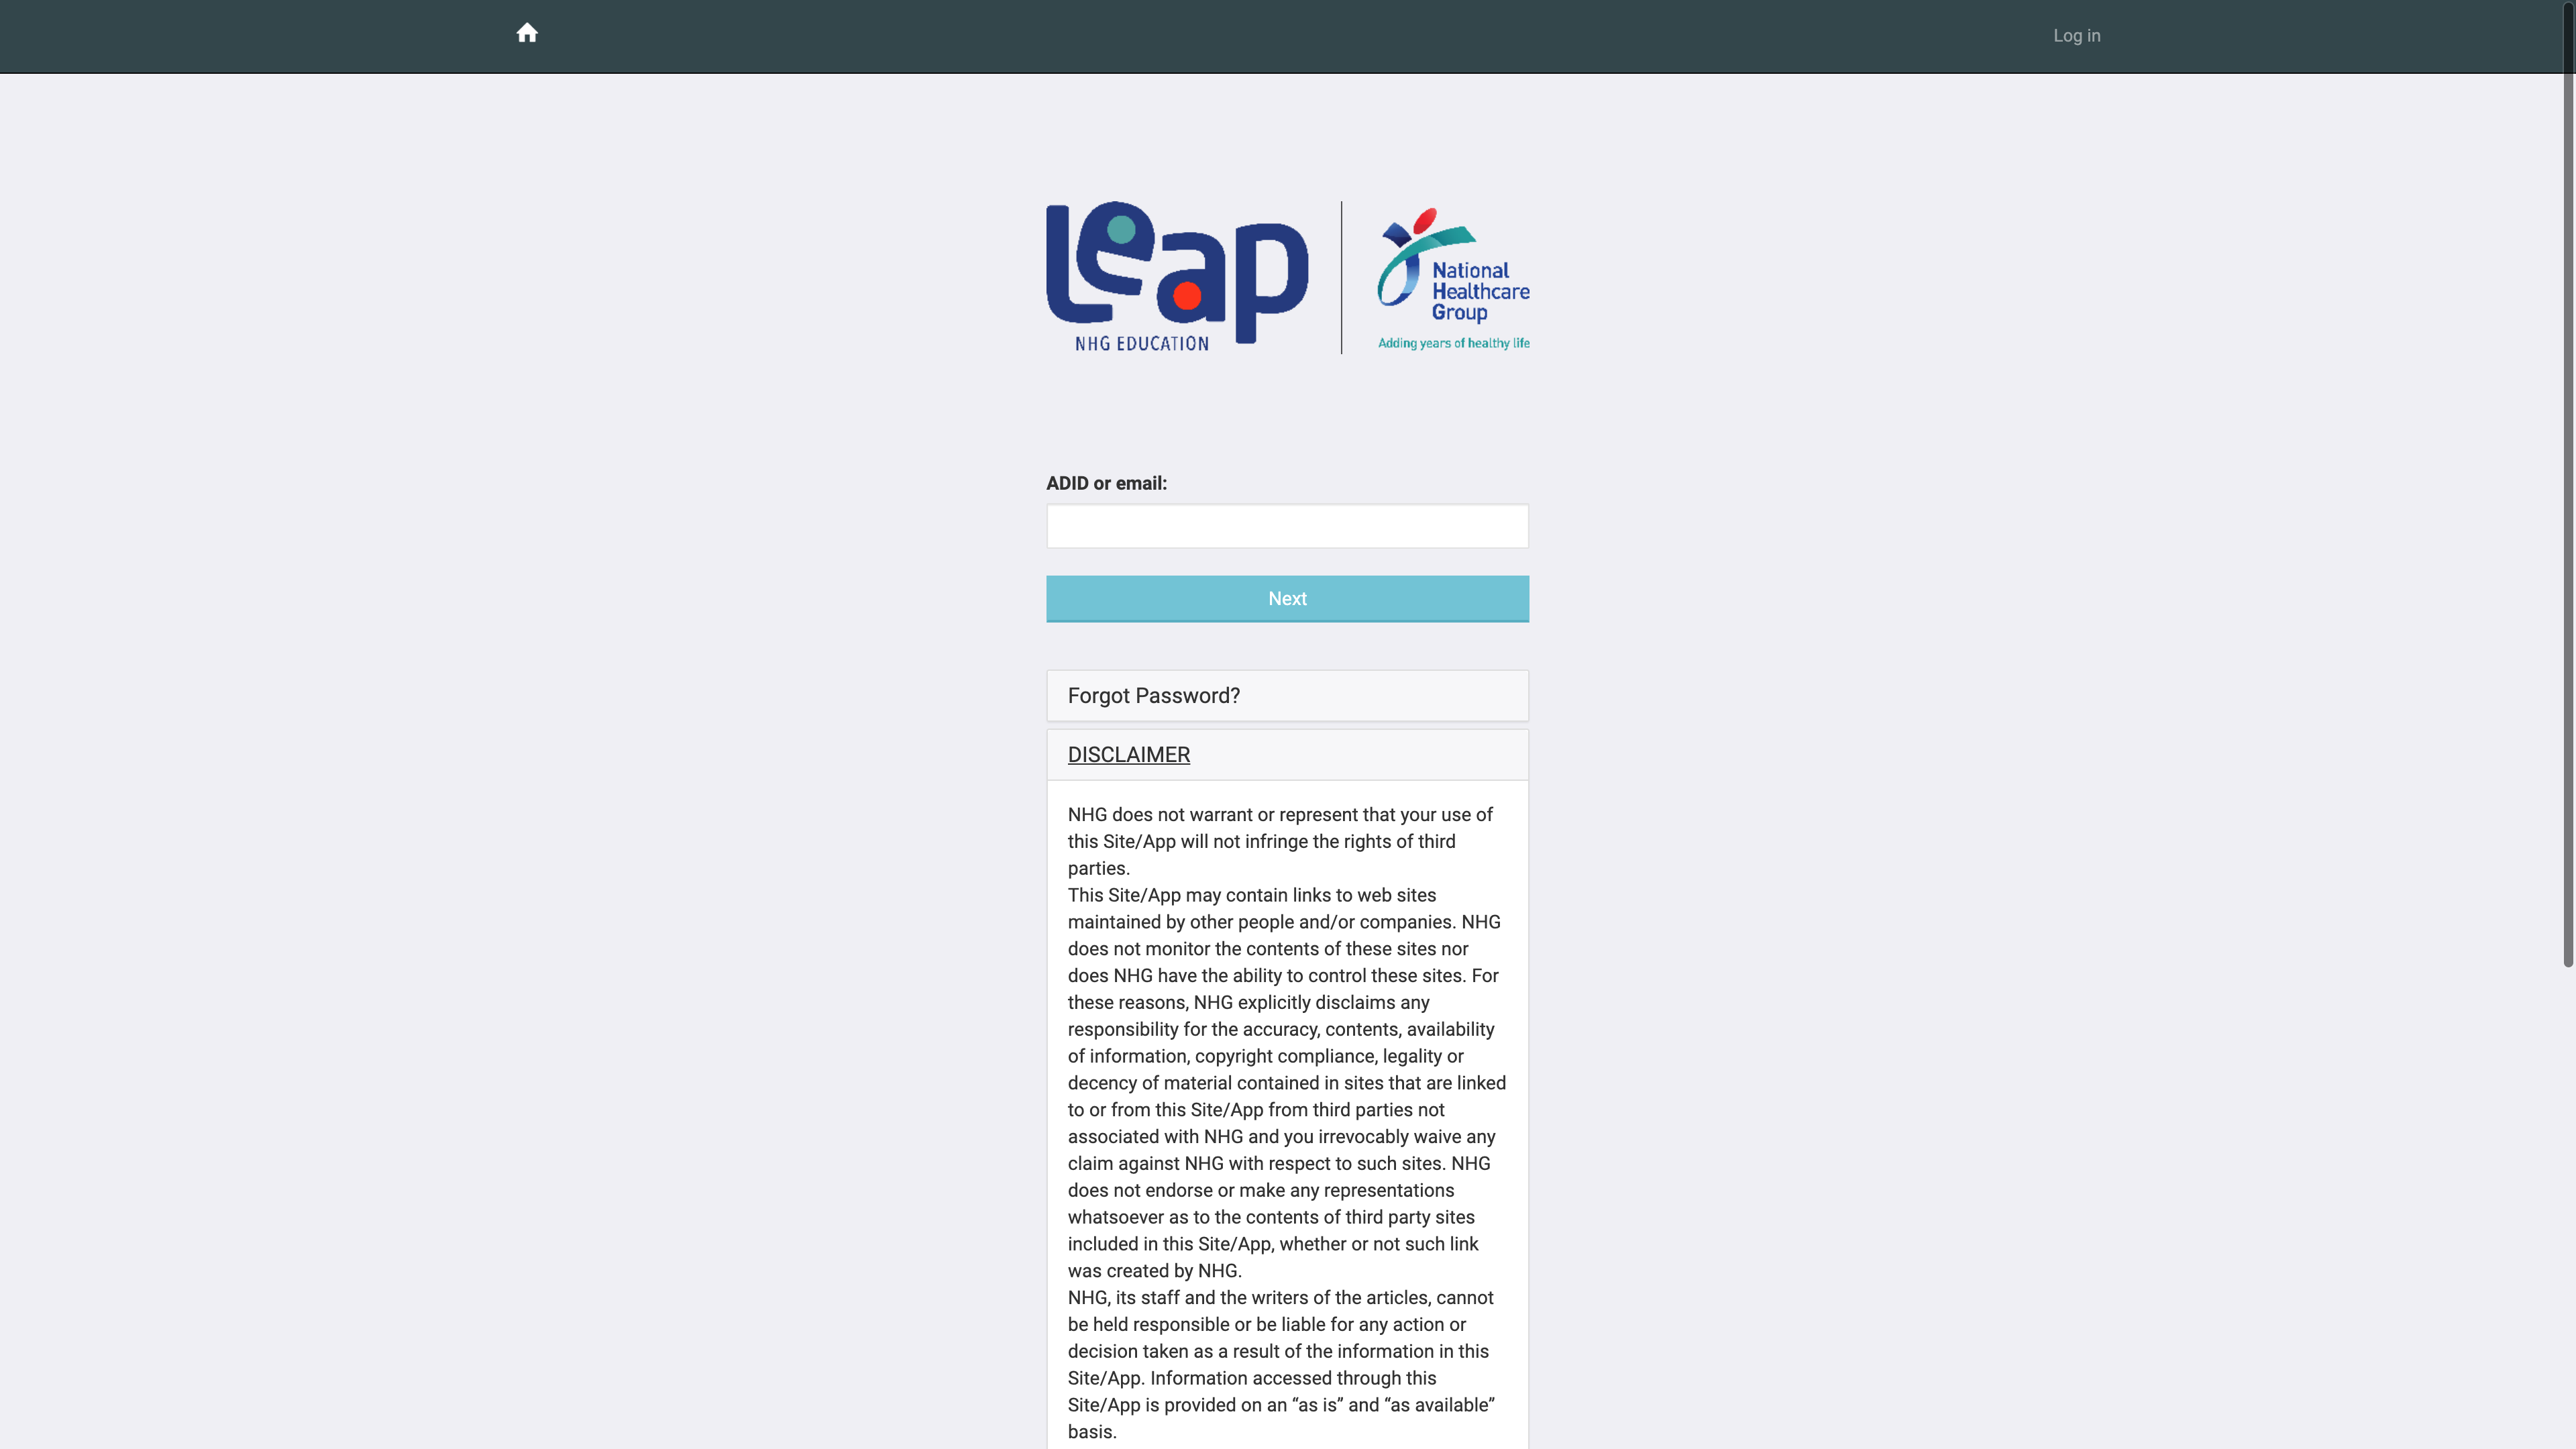 Log in
leap
NHG EDUCATION
National
Healthcare
Group
Adding years of healthy life
ADID or email:
Next
Forgot Password?
DISCLAIMER
NHG does not warrant or represent that your use of
this Site/App will not infringe the rights of third
parties.
This Site/App may contain links to web sites
maintained by other people and/or companies. NHG
does not monitor the contents of these sites nor
does NHG have the ability to control these sites. For
these reasons, NHG explicitly disclaims any
responsibility for the accuracy, contents, availability
of information, copyright compliance, legality or
decency of material contained in sites that are linked
to or from this Site/App from third parties not
associated with NHG and you irrevocably waive any
claim against NHG with respect to such sites. NHG
does not endorse or make any representations
whatsoever as to the contents of third party sites
included in this Site/App, whether or not such link
was created by NHG.
NHG, its staff and the writers of the articles, cannot
be held responsible or be liable for any action or
decision taken as a result of the information in this
Site/App. Information accessed through this
Site/App is provided on an “as is” and “as available”
basis.